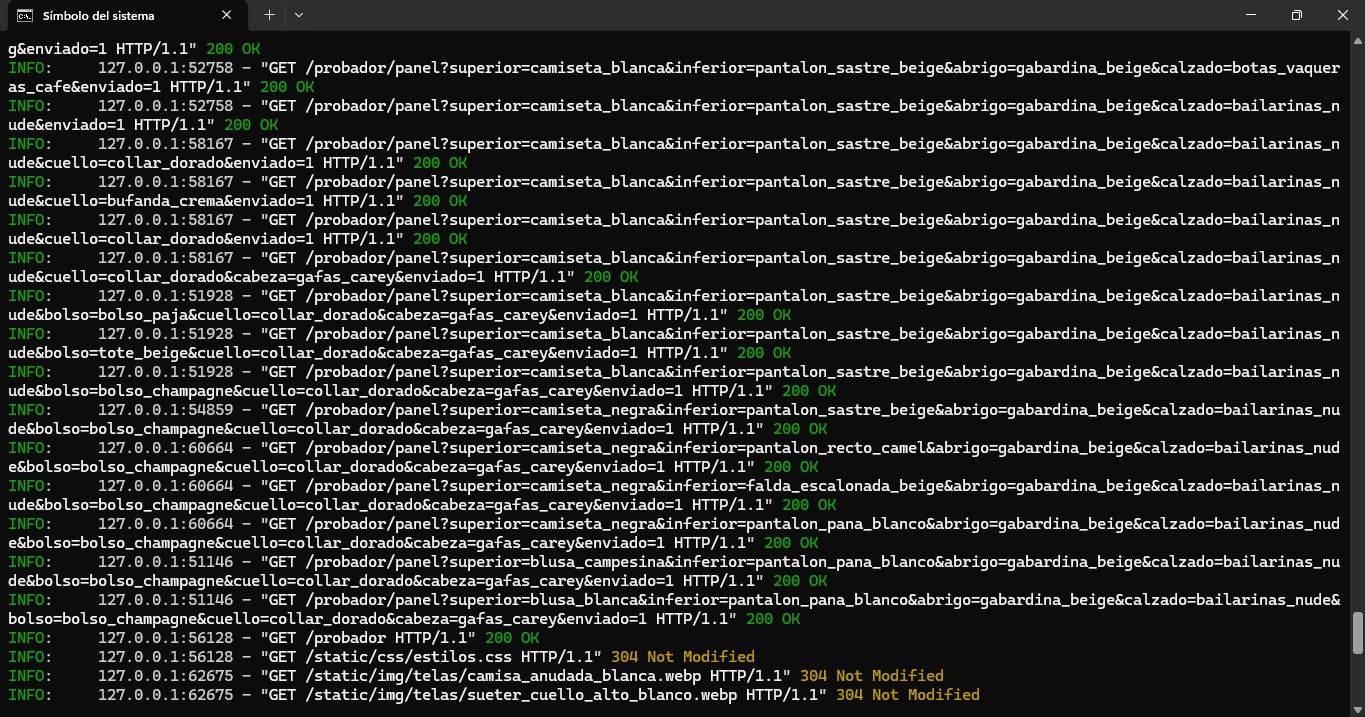 Símbolo del sistema
g&enviado=1 HTTP/1.1" 200 OK
INFO:     127.0.0.1:52758 - "GET /probador/panel?superior=camiseta_blanca&inferior=pantalon_sastre_beige&abrigo=gabardina_beige&calzado=botas_vaquer
as_cafe&enviado=1 HTTP/1.1" 200 OK
INFO:     127.0.0.1:52758 - "GET /probador/panel?superior=camiseta_blanca&inferior=pantalon_sastre_beige&abrigo=gabardina_beige&calzado=bailarinas_n
ude&enviado=1 HTTP/1.1" 200 OK
INFO:     127.0.0.1:58167 - "GET /probador/panel?superior=camiseta_blanca&inferior=pantalon_sastre_beige&abrigo=gabardina_beige&calzado=bailarinas_n
ude&cuello=collar_dorado&enviado=1 HTTP/1.1" 200 OK
INFO:     127.0.0.1:58167 - "GET /probador/panel?superior=camiseta_blanca&inferior=pantalon_sastre_beige&abrigo=gabardina_beige&calzado=bailarinas_n
ude&cuello=bufanda_crema&enviado=1 HTTP/1.1" 200 OK
INFO:     127.0.0.1:58167 - "GET /probador/panel?superior=camiseta_blanca&inferior=pantalon_sastre_beige&abrigo=gabardina_beige&calzado=bailarinas_n
ude&cuello=collar_dorado&enviado=1 HTTP/1.1" 200 OK
INFO:     127.0.0.1:58167 - "GET /probador/panel?superior=camiseta_blanca&inferior=pantalon_sastre_beige&abrigo=gabardina_beige&calzado=bailarinas_n
ude&cuello=collar_dorado&cabeza=gafas_carey&enviado=1 HTTP/1.1" 200 OK
INFO:     127.0.0.1:51928 - "GET /probador/panel?superior=camiseta_blanca&inferior=pantalon_sastre_beige&abrigo=gabardina_beige&calzado=bailarinas_n
ude&bolso=bolso_paja&cuello=collar_dorado&cabeza=gafas_carey&enviado=1 HTTP/1.1" 200 OK
INFO:     127.0.0.1:51928 - "GET /probador/panel?superior=camiseta_blanca&inferior=pantalon_sastre_beige&abrigo=gabardina_beige&calzado=bailarinas_n
ude&bolso=tote_beige&cuello=collar_dorado&cabeza=gafas_carey&enviado=1 HTTP/1.1" 200 OK
INFO:     127.0.0.1:51928 - "GET /probador/panel?superior=camiseta_blanca&inferior=pantalon_sastre_beige&abrigo=gabardina_beige&calzado=bailarinas_n
ude&bolso=bolso_champagne&cuello=collar_dorado&cabeza=gafas_carey&enviado=1 HTTP/1.1" 200 OK
INFO:     127.0.0.1:54859 - "GET /probador/panel?superior=camiseta_negra&inferior=pantalon_sastre_beige&abrigo=gabardina_beige&calzado=bailarinas_nu
de&bolso=bolso_champagne&cuello=collar_dorado&cabeza=gafas_carey&enviado=1 HTTP/1.1" 200 OK
INFO:     127.0.0.1:60664 - "GET /probador/panel?superior=camiseta_negra&inferior=pantalon_recto_camel&abrigo=gabardina_beige&calzado=bailarinas_nud
e&bolso=bolso_champagne&cuello=collar_dorado&cabeza=gafas_carey&enviado=1 HTTP/1.1" 200 OK
INFO:     127.0.0.1:60664 - "GET /probador/panel?superior=camiseta_negra&inferior=falda_escalonada_beige&abrigo=gabardina_beige&calzado=bailarinas_n
ude&bolso=bolso_champagne&cuello=collar_dorado&cabeza=gafas_carey&enviado=1 HTTP/1.1" 200 OK
INFO:     127.0.0.1:60664 - "GET /probador/panel?superior=camiseta_negra&inferior=pantalon_pana_blanco&abrigo=gabardina_beige&calzado=bailarinas_nud
e&bolso=bolso_champagne&cuello=collar_dorado&cabeza=gafas_carey&enviado=1 HTTP/1.1" 200 OK
INFO:     127.0.0.1:51146 - "GET /probador/panel?superior=blusa_campesina&inferior=pantalon_pana_blanco&abrigo=gabardina_beige&calzado=bailarinas_nu
de&bolso=bolso_champagne&cuello=collar_dorado&cabeza=gafas_carey&enviado=1 HTTP/1.1" 200 OK
INFO:     127.0.0.1:51146 - "GET /probador/panel?superior=blusa_blanca&inferior=pantalon_pana_blanco&abrigo=gabardina_beige&calzado=bailarinas_nude&
bolso=bolso_champagne&cuello=collar_dorado&cabeza=gafas_carey&enviado=1 HTTP/1.1" 200 OK
INFO:     127.0.0.1:56128 - "GET /probador HTTP/1.1" 200 OK
INFO:     127.0.0.1:56128 - "GET /static/css/estilos.css HTTP/1.1" 304 Not Modified
INFO:     127.0.0.1:62675 - "GET /static/img/telas/camisa_anudada_blanca.webp HTTP/1.1" 304 Not Modified
INFO:     127.0.0.1:62675 - "GET /static/img/telas/sueter_cuello_alto_blanco.webp HTTP/1.1" 304 Not Modified